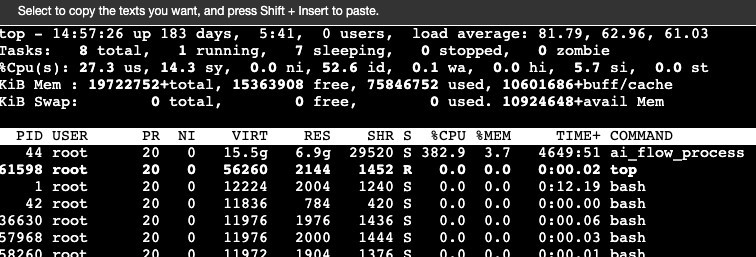 Select to copy the texts you want, and press Shift + Insert to paste.
top - 14:57:26 up 183 days, 5:41, 0 users, load average: 81.79, 62.96, 61.03
Tasks: 8 total, 1 running, 7 sleeping, 0 stopped, 0 zombie
%Cpu(s): 27.3 us, 14.3 sy, 0.0 ni, 52.6 id, 0.1 wa, 0.0 hi, 5.7 si, 0.0 st
KiB Mem : 19722752+total, 15363908 free, 75846752 used, 10601686+buff/cache
KiB Swap: 0 total, 0 free, 0 used. 10924648+avail Mem
PID USER PR NI VIRT RES SHR S %CPU %MEM TIME+ COMMAND
44 root 20 0 15.5g 6.9g 29520 S 382.9 3.7 4649:51 ai_flow_process
61598 root 20 0 56260 2144 1452 R 0.0 0.0 0:00.02 top
1 root 20 0 12224 2004 1240 S 0.0 0.0 0:12.19 bash
42 root 20 0 11836 784 420 S 0.0 0.0 0:00.00 bash
36630 root 20 0 11976 1976 1436 S 0.0 0.0 0:00.06 bash
57968 root 20 0 11976 2000 1444 S 0.0 0.0 0:00.03 bash
58260 root 20 0 11972 1904 1376 S 0.0 0.0 0:00.01 bash